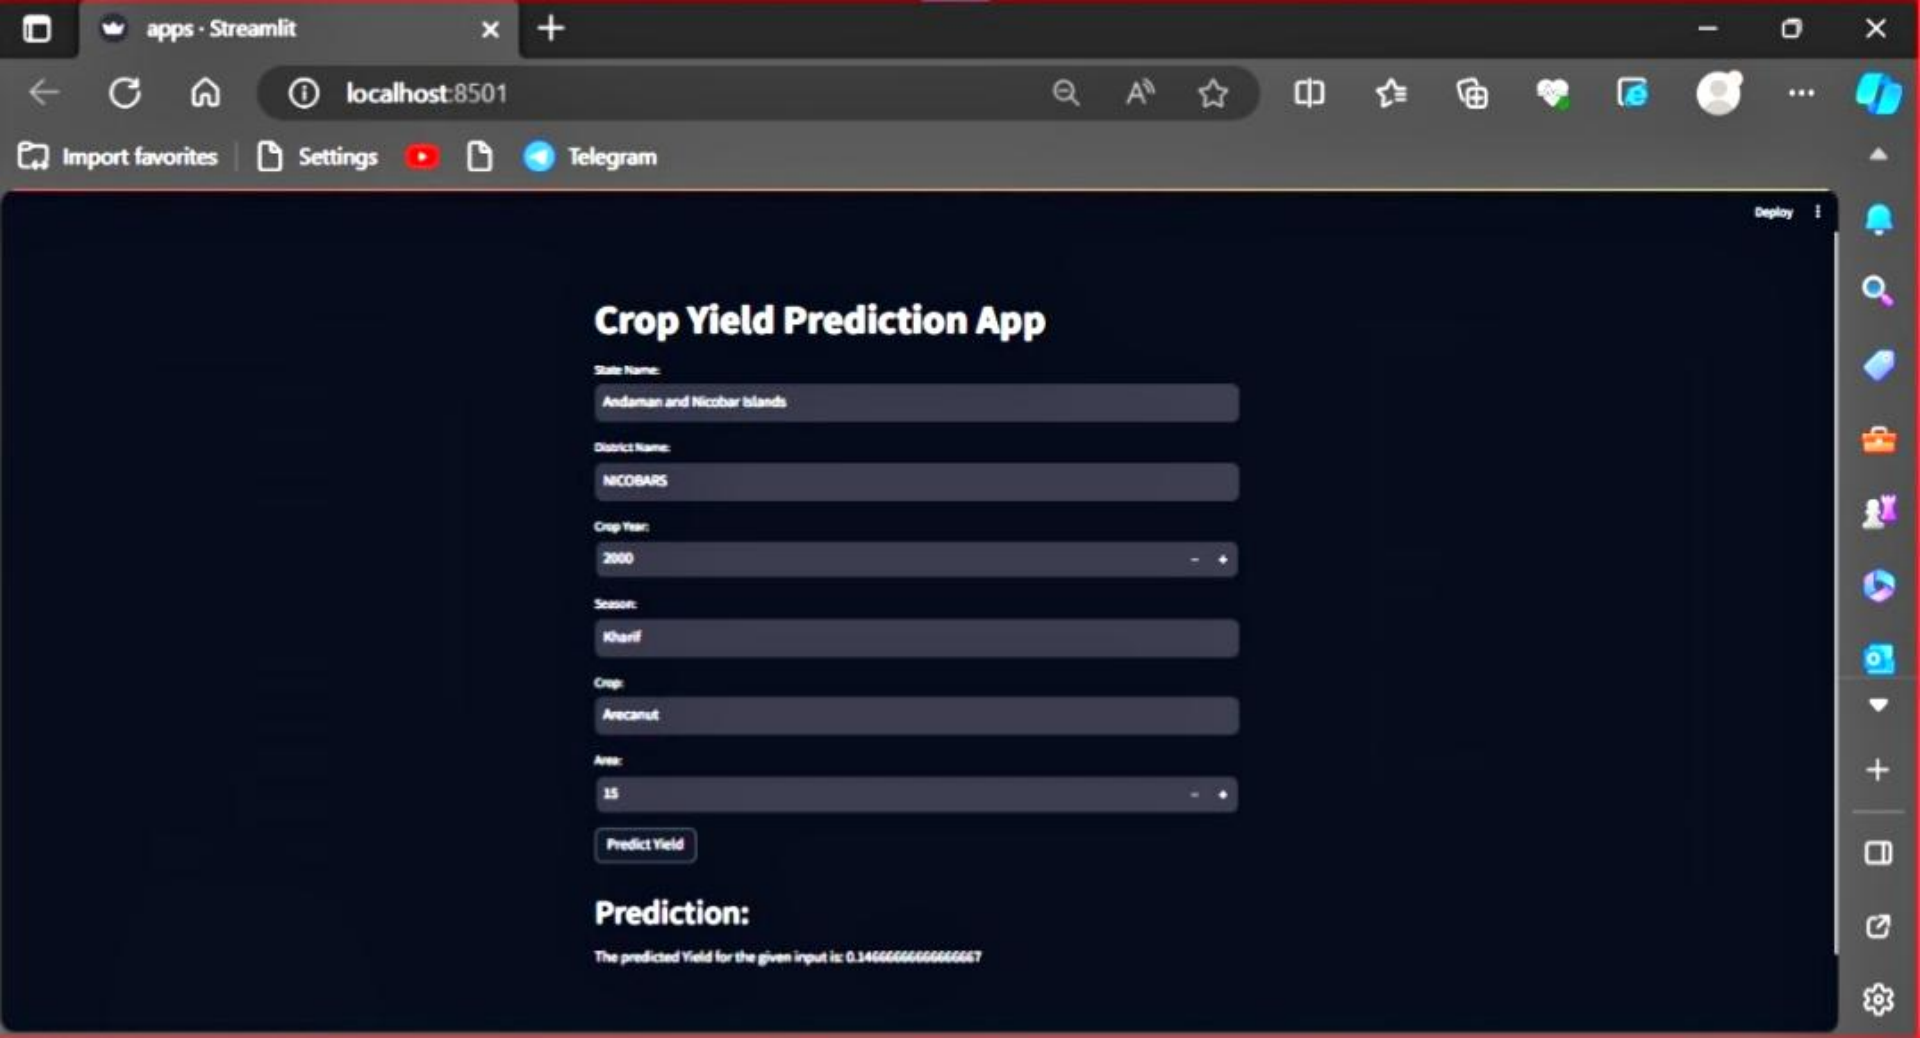 apps · Streamlit
localhost:8501
Import favorites
Settings
Telegram
Deploy
Crop Yield Prediction App
State Name:
Andaman and Nicobar Islands
District Name:
NICOBARS
Crop Year:
2000
Season:
Kharif
Crop:
Arecanut
Area:
15
Predict Yield
Prediction:
The predicted Yield for the given input is: 0.14666666666666667